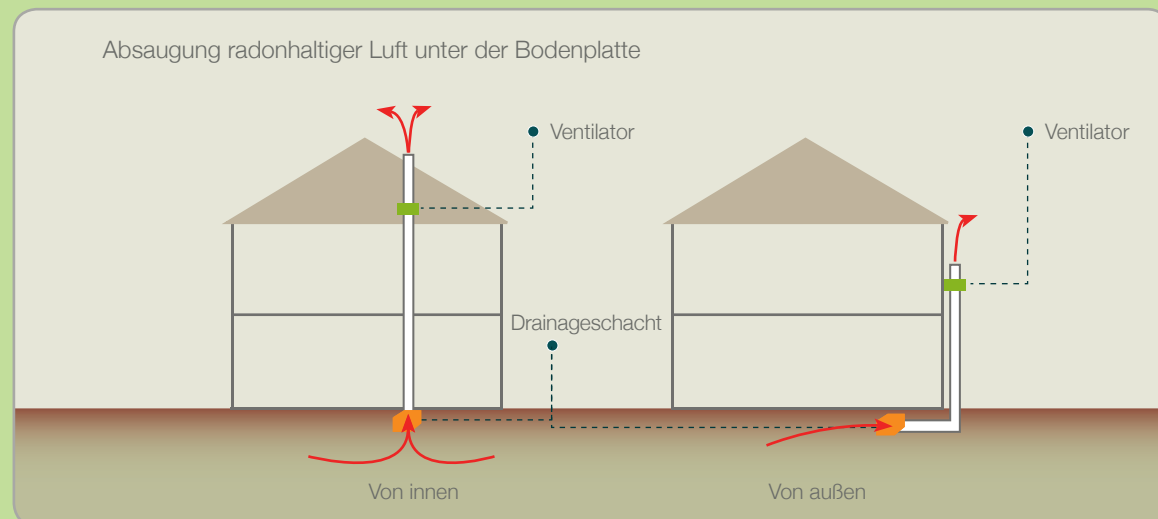 Absaugung radonhaltiger Luft unter der Bodenplatte
Ventilator
Ventilator
Drainageschacht
Von innen
Von außen